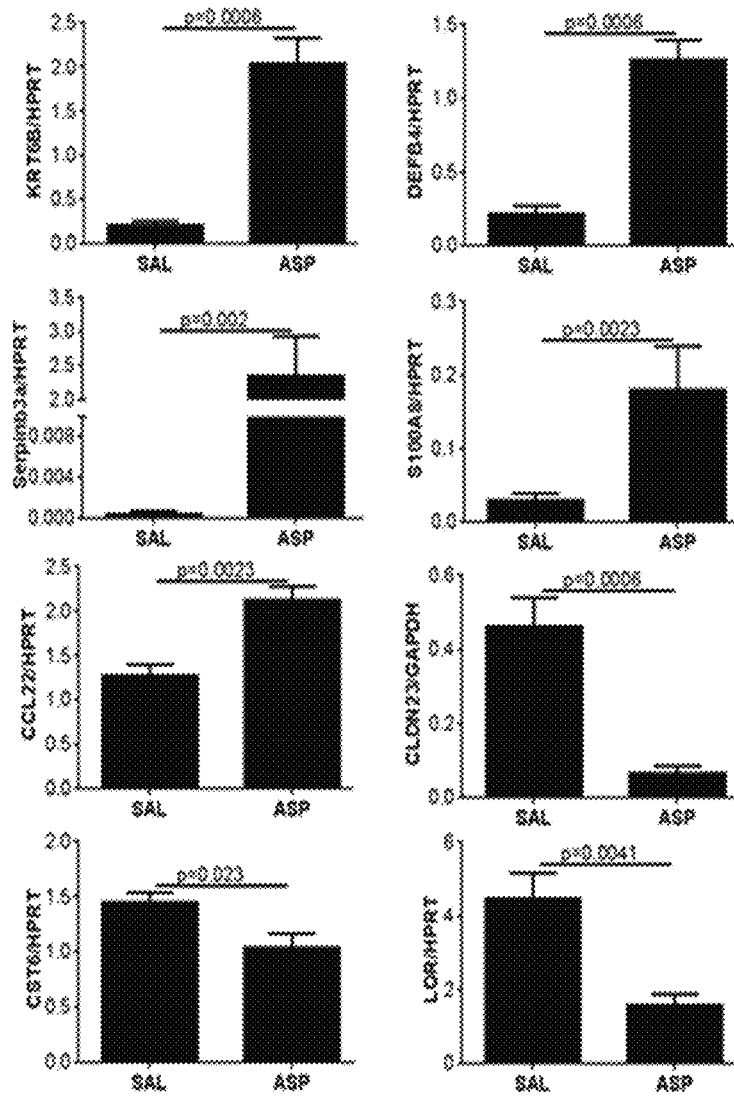 p=0.0006
KRT6B/HPRT
2.5
2.0
1.5
1.0
0.5
0.0
SAL ASP
p=0.0006
DEFB4/HPRT
1.5
1.0
0.5
0.0
SAL ASP
p=0.002
Serpinb3a/HPRT
3.5
3.0
2.5
2.0
0.008
0.004
0.000
SAL ASP
p=0.0023
S100A8/HPRT
0.3
0.2
0.1
0.0
SAL ASP
p=0.0023
CCL22/HPRT
2.5
2.0
1.5
1.0
0.5
0.0
SAL ASP
p=0.0006
CLDN23/GAPDH
0.6
0.4
0.2
0.0
SAL ASP
p=0.023
CST6/HPRT
2.0
1.5
1.0
0.5
0.0
SAL ASP
p=0.0041
LOR/HPRT
6
4
2
0
SAL ASP